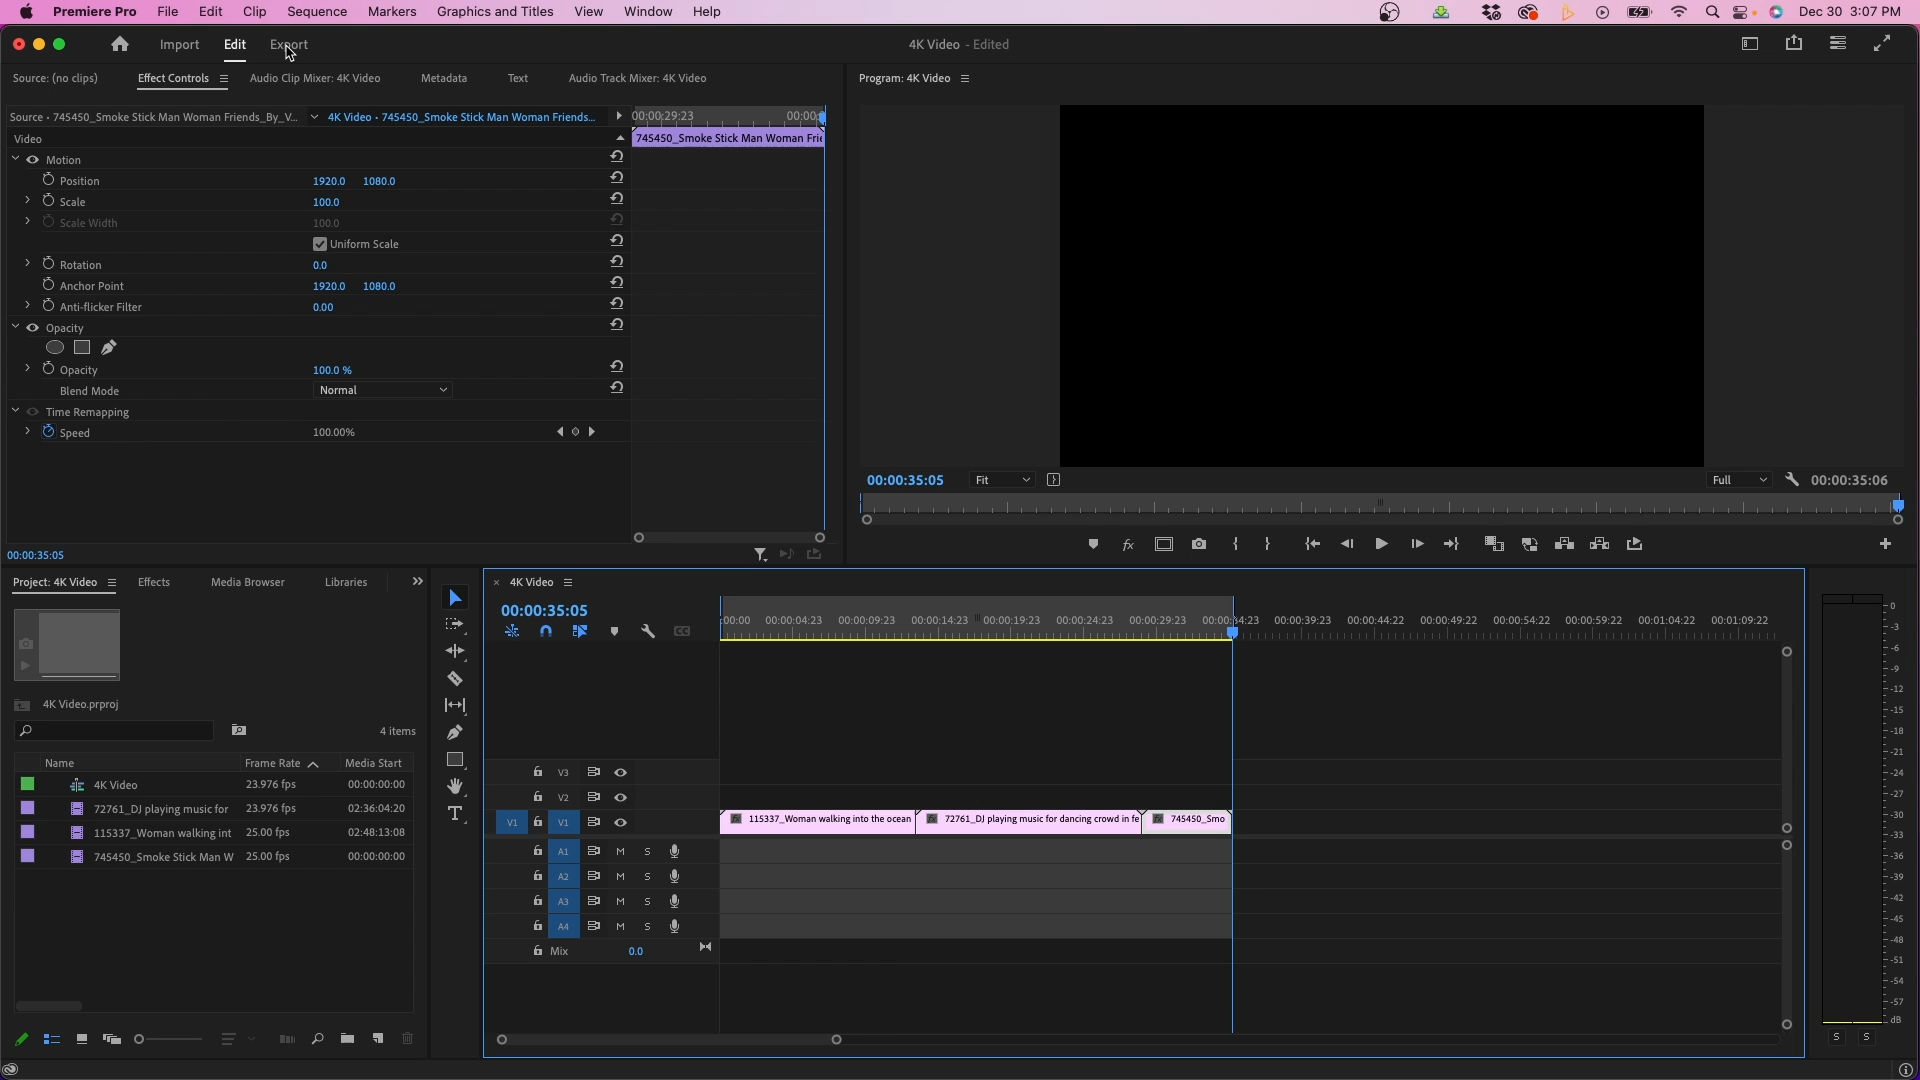 Premiere Pro File Edit Clip Sequence Markers Graphics and Titles View Window Help Dec 30 3:07 PM
Import Edit Export 4K Video - Edited
Source: (no clips) Effect Controls Audio Clip Mixer: 4K Video Metadata Text Audio Track Mixer: 4K Video Program: 4K Video
Source • 745450_Smoke Stick Man Woman Friends_By_V... 4K Video • 745450_Smoke Stick Man Woman Friends... 00:00:29:23 00:00:
Video 745450_Smoke Stick Man Woman Frie
Motion
Position 1920.0 1080.0
Scale 100.0
Scale Width 100.0
Uniform Scale
Rotation 0.0
Anchor Point 1920.0 1080.0
Anti-flicker Filter 0.00
Opacity
Opacity 100.0 %
Blend Mode Normal
Time Remapping
Speed 100.00%
00:00:35:05 Fit Full 00:00:35:06
fx
00:00:35:05
Project: 4K Video Effects Media Browser Libraries
4K Video.prproj
4 items
Name Frame Rate Media Start
4K Video 23.976 fps 00:00:00:00
72761_DJ playing music for 23.976 fps 02:36:04:20
115337_Woman walking int 25.00 fps 02:48:13:08
745450_Smoke Stick Man W 25.00 fps 00:00:00:00
4K Video
00:00:35:05
:00:00 00:00:04:23 00:00:09:23 00:00:14:23 00:00:19:23 00:00:24:23 00:00:29:23 00:00:34:23 00:00:39:23 00:00:44:22 00:00:49:22 00:00:54:22 00:00:59:22 00:01:04:22 00:01:09:22
V3
V2
V1 V1 fx 115337_Woman walking into the ocean fx 72761_DJ playing music for dancing crowd in fe fx 745450_Smo
A1 M S
A2 M S
A3 M S
A4 M S
Mix 0.0
0
-3
-6
-9
-12
-15
-18
-21
-24
-27
-30
-33
-36
-39
-42
-45
-48
-51
-54
-57
dB
S S